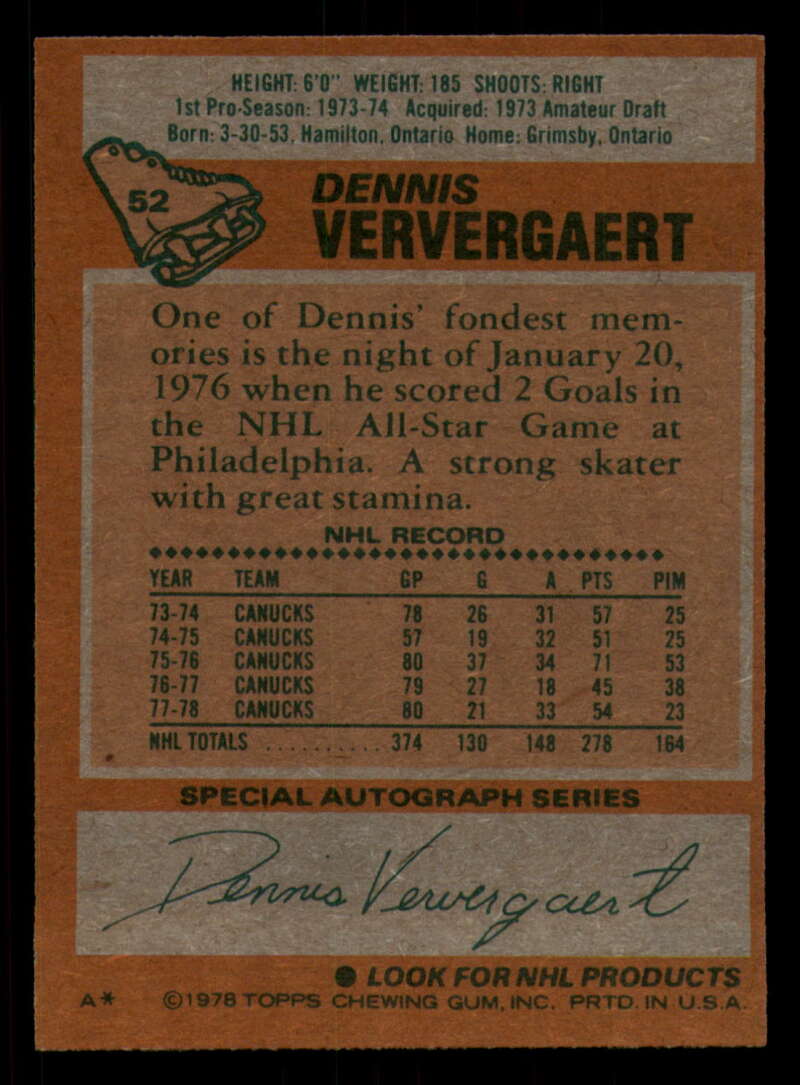 HEIGHT: 6'0" WEIGHT: 185 SHOOTS: RIGHT
1st Pro-Season: 1973-74 Acquired: 1973 Amateur Draft
Born: 3-30-53, Hamilton, Ontario Home: Grimsby, Ontario
52
DENNIS
VERVERGAERT
One of Dennis' fondest mem-
ories is the night of January 20,
1976 when he scored 2 Goals in
the NHL All-Star Game at
Philadelphia. A strong skater
with great stamina.
NHL RECORD
YEAR TEAM GP G A PTS PIM
73-74 CANUCKS 78 26 31 57 25
74-75 CANUCKS 57 19 32 51 25
75-76 CANUCKS 80 37 34 71 53
76-77 CANUCKS 79 27 18 45 38
77-78 CANUCKS 80 21 33 54 23
NHL TOTALS .......... 374 130 148 278 164
SPECIAL AUTOGRAPH SERIES
Dennis Ververgaert
● LOOK FOR NHL PRODUCTS
A* ©1978 TOPPS CHEWING GUM, INC. PRTD. IN U.S.A.